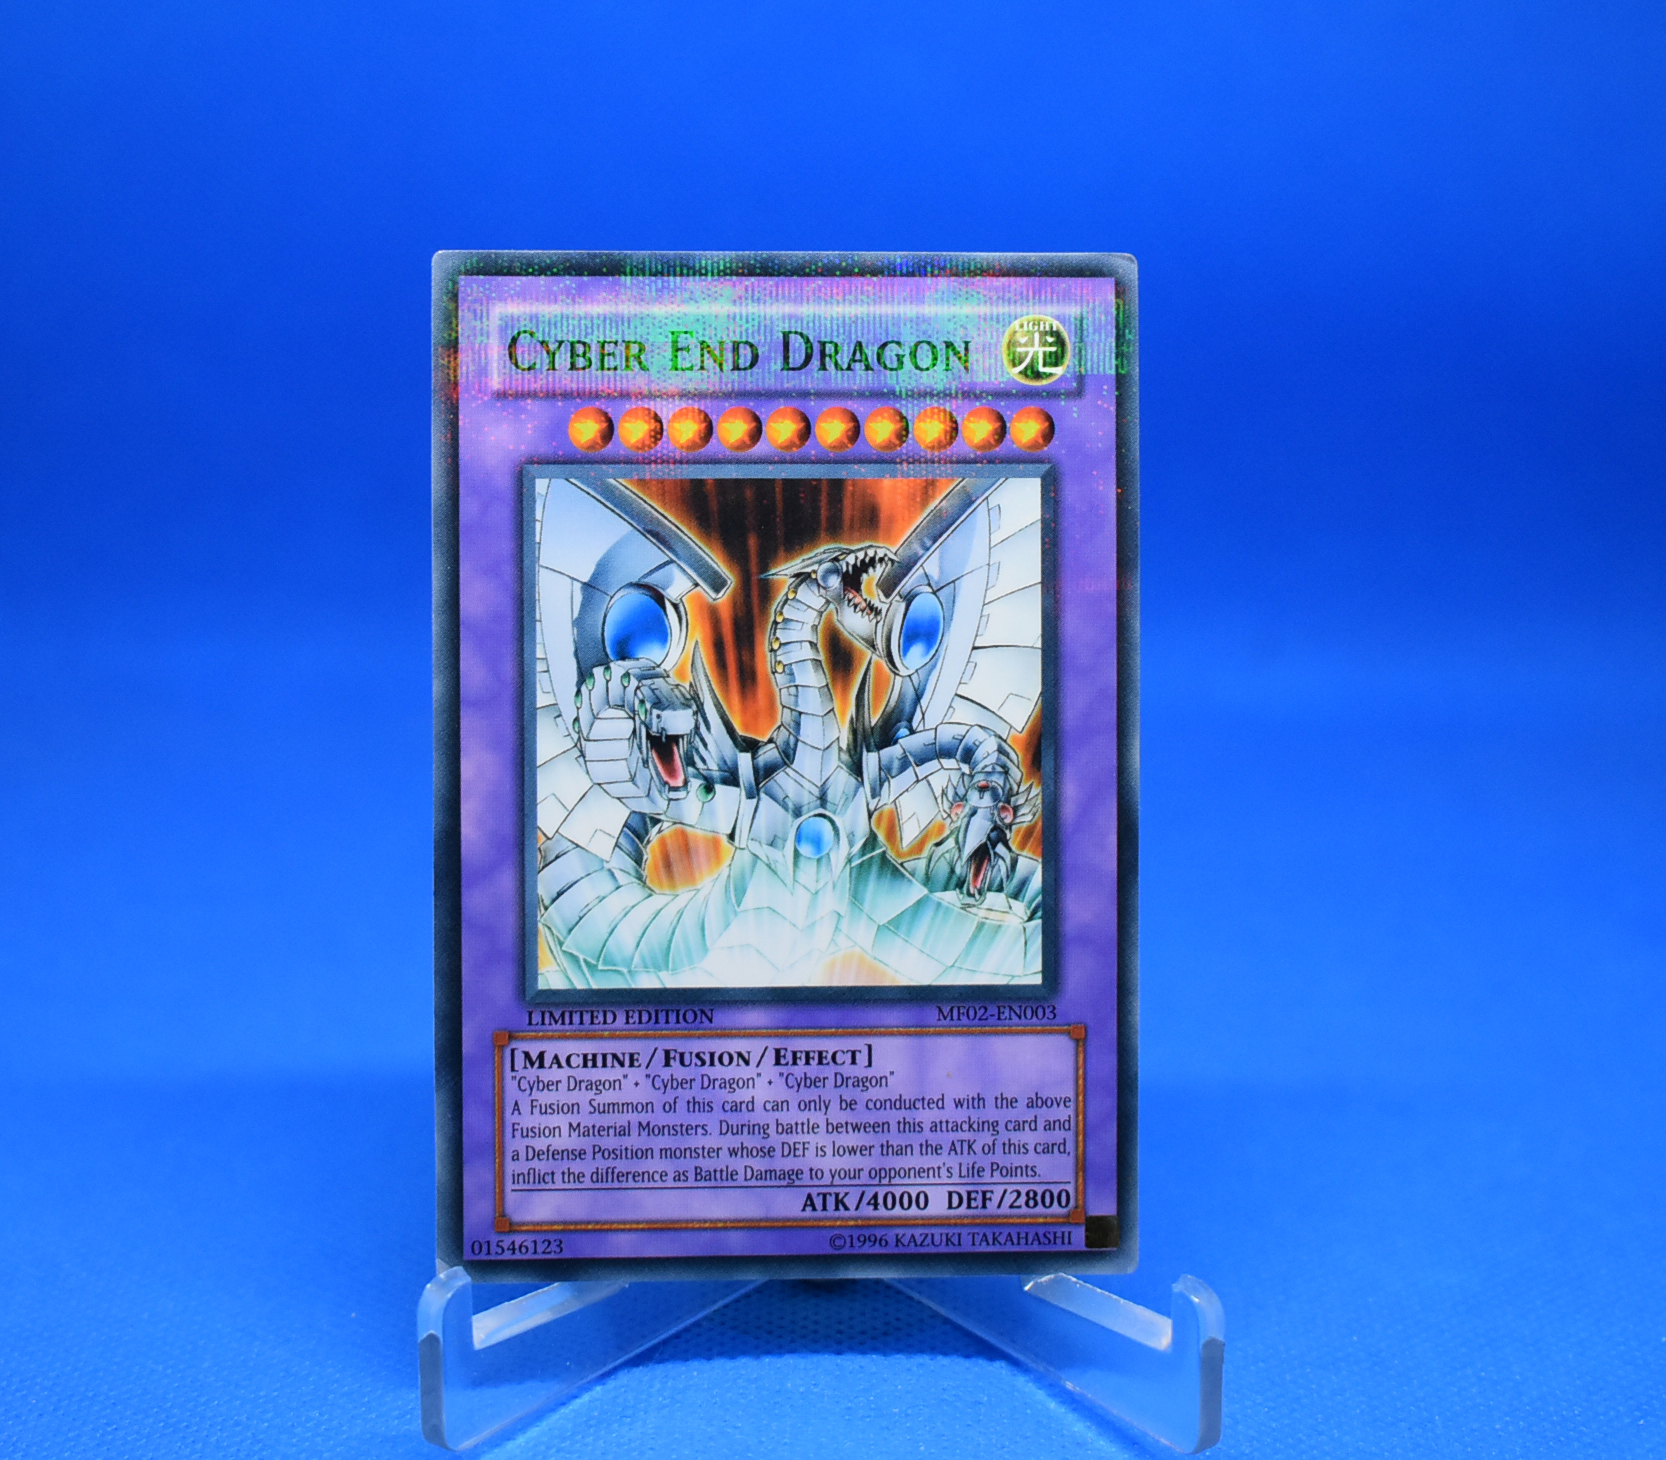 CYBER END DRAGON
LIGHT
光
LIMITED EDITION
MF02-EN003
[MACHINE/FUSION/EFFECT]
"Cyber Dragon" + "Cyber Dragon" + "Cyber Dragon"
A Fusion Summon of this card can only be conducted with the above
Fusion Material Monsters. During battle between this attacking card and
a Defense Position monster whose DEF is lower than the ATK of this card,
inflict the difference as Battle Damage to your opponent's Life Points.
ATK/4000 DEF/2800
01546123
©1996 KAZUKI TAKAHASHI